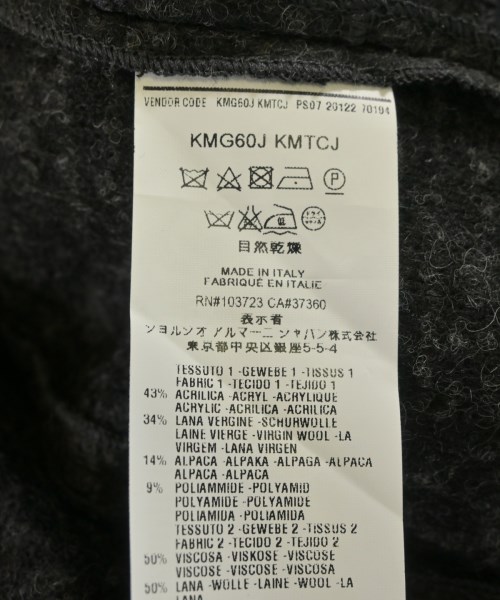 VENDOR CODE KMG60J KMTCJ PS07 20122 70194
KMG60J KMTCJ
P
ドライ
自然乾燥
MADE IN ITALY
FABRIQUÉ EN ITALIE
RN#103723 CA#37360
表示者
ジョルジオ アルマーニ ジャパン株式会社
東京都中央区銀座5-5-4
TESSUTO 1 -GEWEBE 1 -TISSUS 1
FABRIC 1 -TECIDO 1 -TEJIDO 1
43% ACRILICA -ACRYL -ACRYLIQUE
ACRYLIC -ACRILICA -ACRILICA
34% LANA VERGINE -SCHURWOLLE
LAINE VIERGE -VIRGIN WOOL -LA
VIRGEM -LANA VIRGEN
14% ALPACA -ALPAKA -ALPAGA -ALPACA
ALPACA -ALPACA
9% POLIAMMIDE -POLYAMID
POLYAMIDE -POLYAMIDE
POLIAMIDA -POLIAMIDA
TESSUTO 2 -GEWEBE 2 -TISSUS 2
FABRIC 2 -TECIDO 2 -TEJIDO 2
50% VISCOSA -VISKOSE -VISCOSE
VISCOSE -VISCOSE -VISCOSA
50% LANA -WOLLE -LAINE -WOOL -LA
LANA